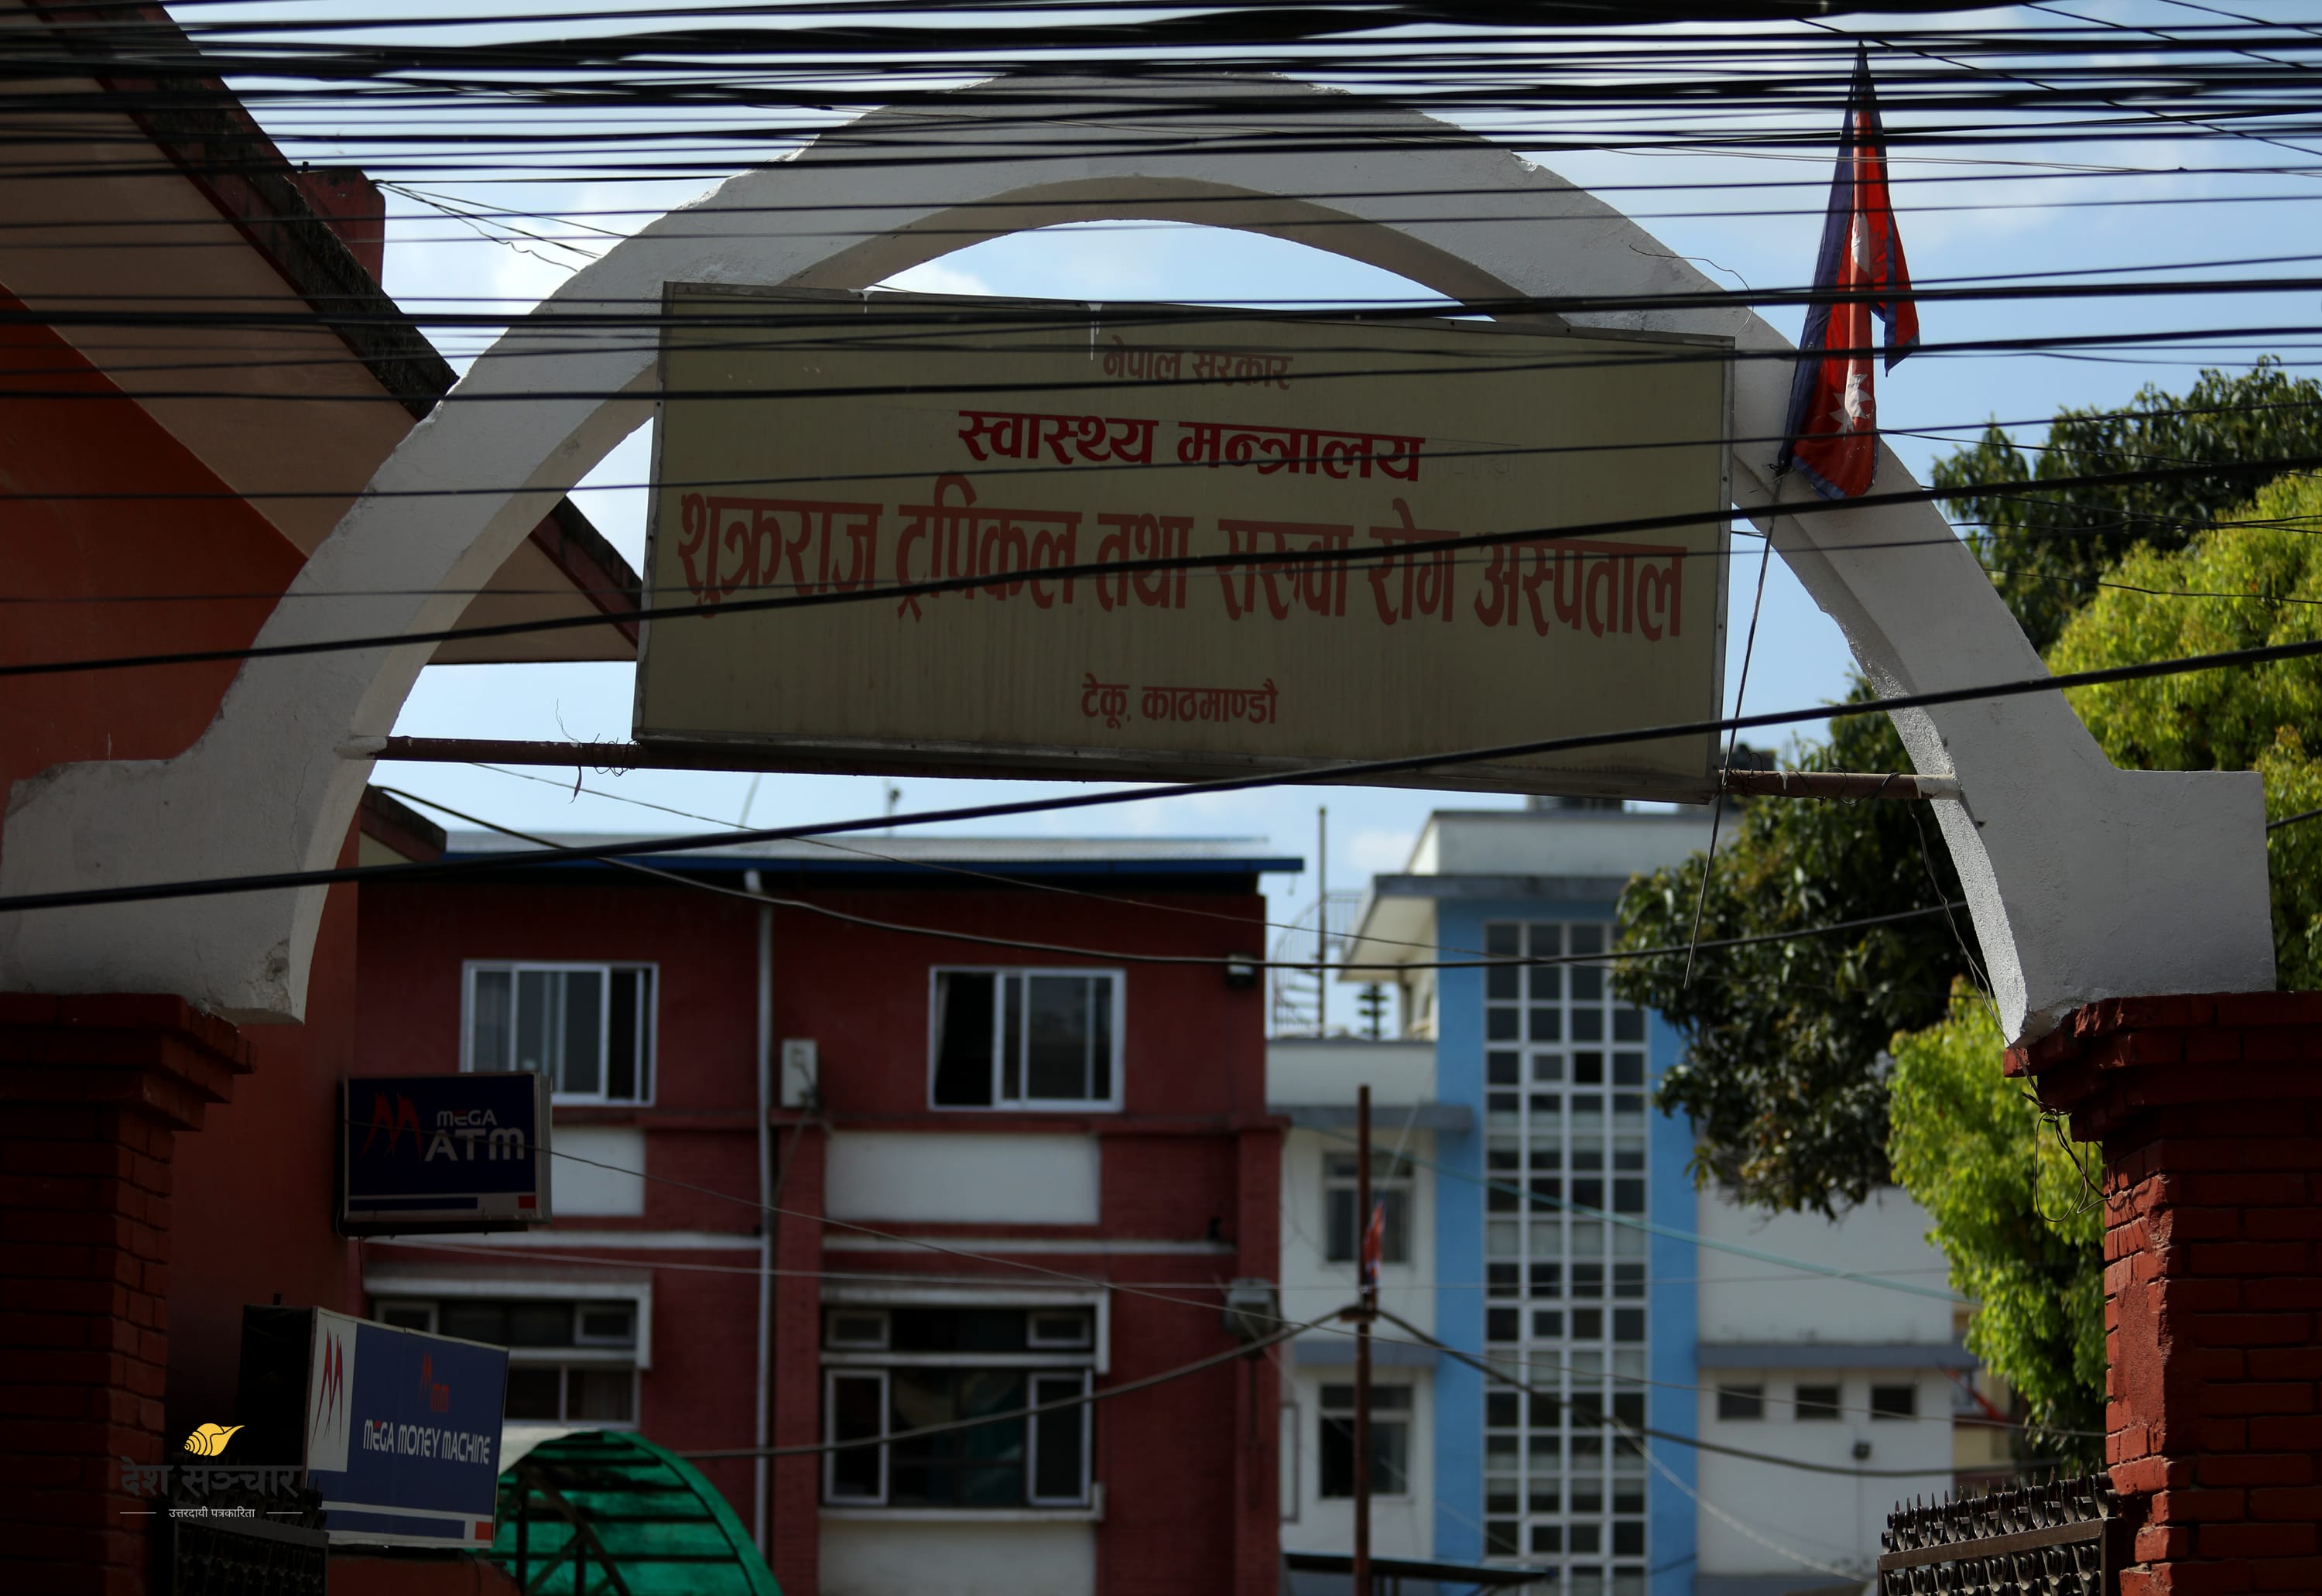 नेपाल सरकार
स्वास्थ्य मन्त्रालय
शुक्रराज ट्रपिकल तथा सरूवा रोग अस्पताल
टेकू, काठमाण्डौ
MEGA
ATM
MEGA MONEY MACHINE
देश सञ्चार
उत्तरदायी पत्रकारिता